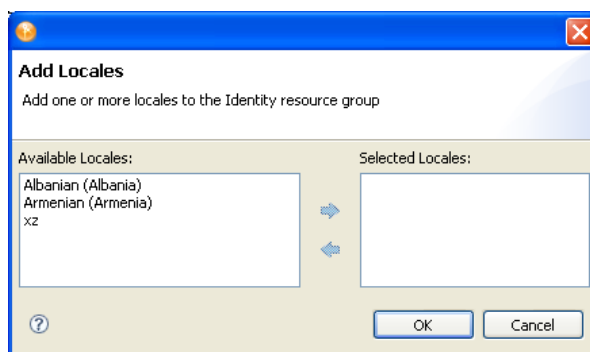 Add Locales
Add one or more locales to the Identity resource group
Available Locales:
Selected Locales:
Albanian (Albania)
Armenian (Armenia)
xz
?
OK
Cancel